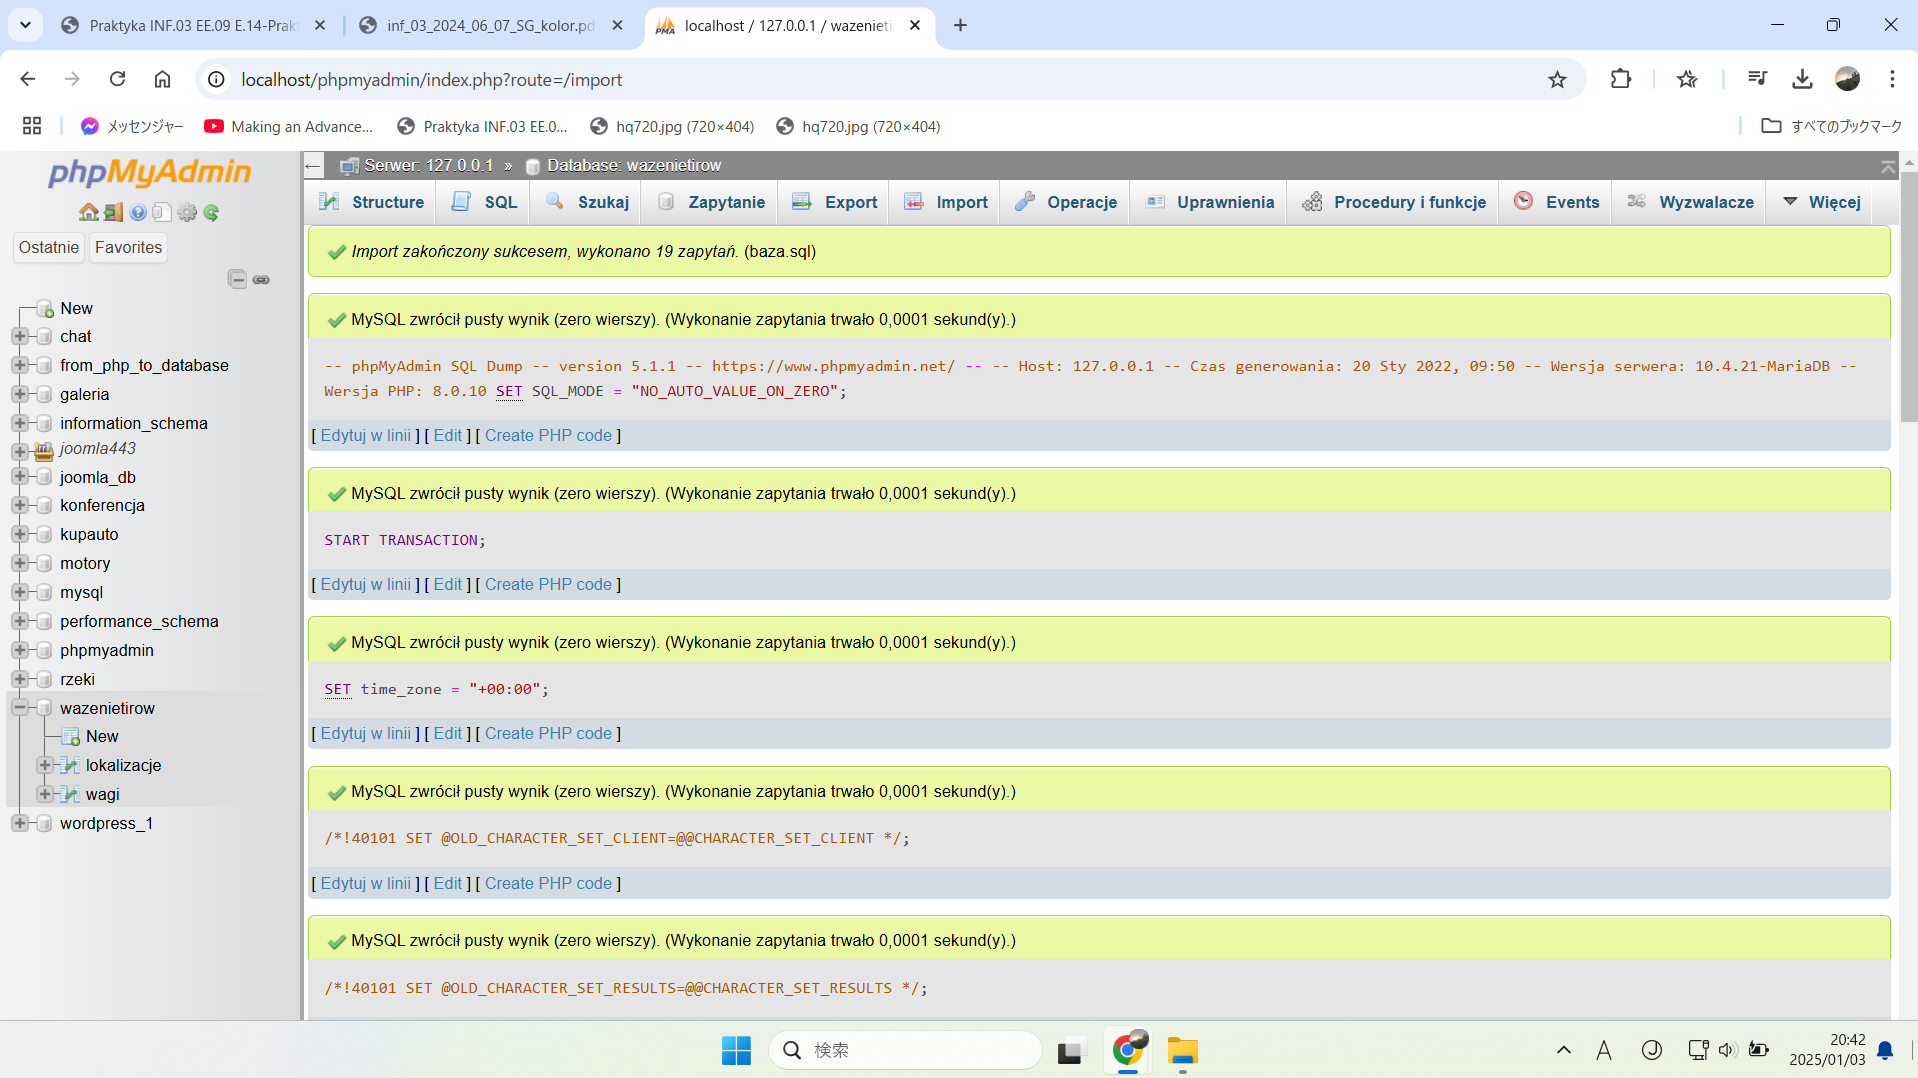 Praktyka INF.03 EE.09 E.14-Prakt
inf_03_2024_06_07_SG_kolor.pd
localhost / 127.0.0.1 / wazenieti
localhost/phpmyadmin/index.php?route=/import
メッセンジャー
Making an Advance...
Praktyka INF.03 EE.0...
hq720.jpg (720×404)
hq720.jpg (720×404)
すべてのブックマーク
phpMyAdmin
Ostatnie
Favorites
New
chat
from_php_to_database
galeria
information_schema
joomla443
joomla_db
konferencja
kupauto
motory
mysql
performance_schema
phpmyadmin
rzeki
wazenietirow
New
lokalizacje
wagi
wordpress_1
Serwer: 127.0.0.1 » Database: wazenietirow
Structure
SQL
Szukaj
Zapytanie
Export
Import
Operacje
Uprawnienia
Procedury i funkcje
Events
Wyzwalacze
Więcej
Import zakończony sukcesem, wykonano 19 zapytań. (baza.sql)
MySQL zwrócił pusty wynik (zero wierszy). (Wykonanie zapytania trwało 0,0001 sekund(y).)
-- phpMyAdmin SQL Dump -- version 5.1.1 -- https://www.phpmyadmin.net/ -- -- Host: 127.0.0.1 -- Czas generowania: 20 Sty 2022, 09:50 -- Wersja serwera: 10.4.21-MariaDB --
Wersja PHP: 8.0.10 SET SQL_MODE = "NO_AUTO_VALUE_ON_ZERO";
[ Edytuj w linii ] [ Edit ] [ Create PHP code ]
MySQL zwrócił pusty wynik (zero wierszy). (Wykonanie zapytania trwało 0,0001 sekund(y).)
START TRANSACTION;
[ Edytuj w linii ] [ Edit ] [ Create PHP code ]
MySQL zwrócił pusty wynik (zero wierszy). (Wykonanie zapytania trwało 0,0001 sekund(y).)
SET time_zone = "+00:00";
[ Edytuj w linii ] [ Edit ] [ Create PHP code ]
MySQL zwrócił pusty wynik (zero wierszy). (Wykonanie zapytania trwało 0,0001 sekund(y).)
/*!40101 SET @OLD_CHARACTER_SET_CLIENT=@@CHARACTER_SET_CLIENT */;
[ Edytuj w linii ] [ Edit ] [ Create PHP code ]
MySQL zwrócił pusty wynik (zero wierszy). (Wykonanie zapytania trwało 0,0001 sekund(y).)
/*!40101 SET @OLD_CHARACTER_SET_RESULTS=@@CHARACTER_SET_RESULTS */;
検索
A
20:42
2025/01/03